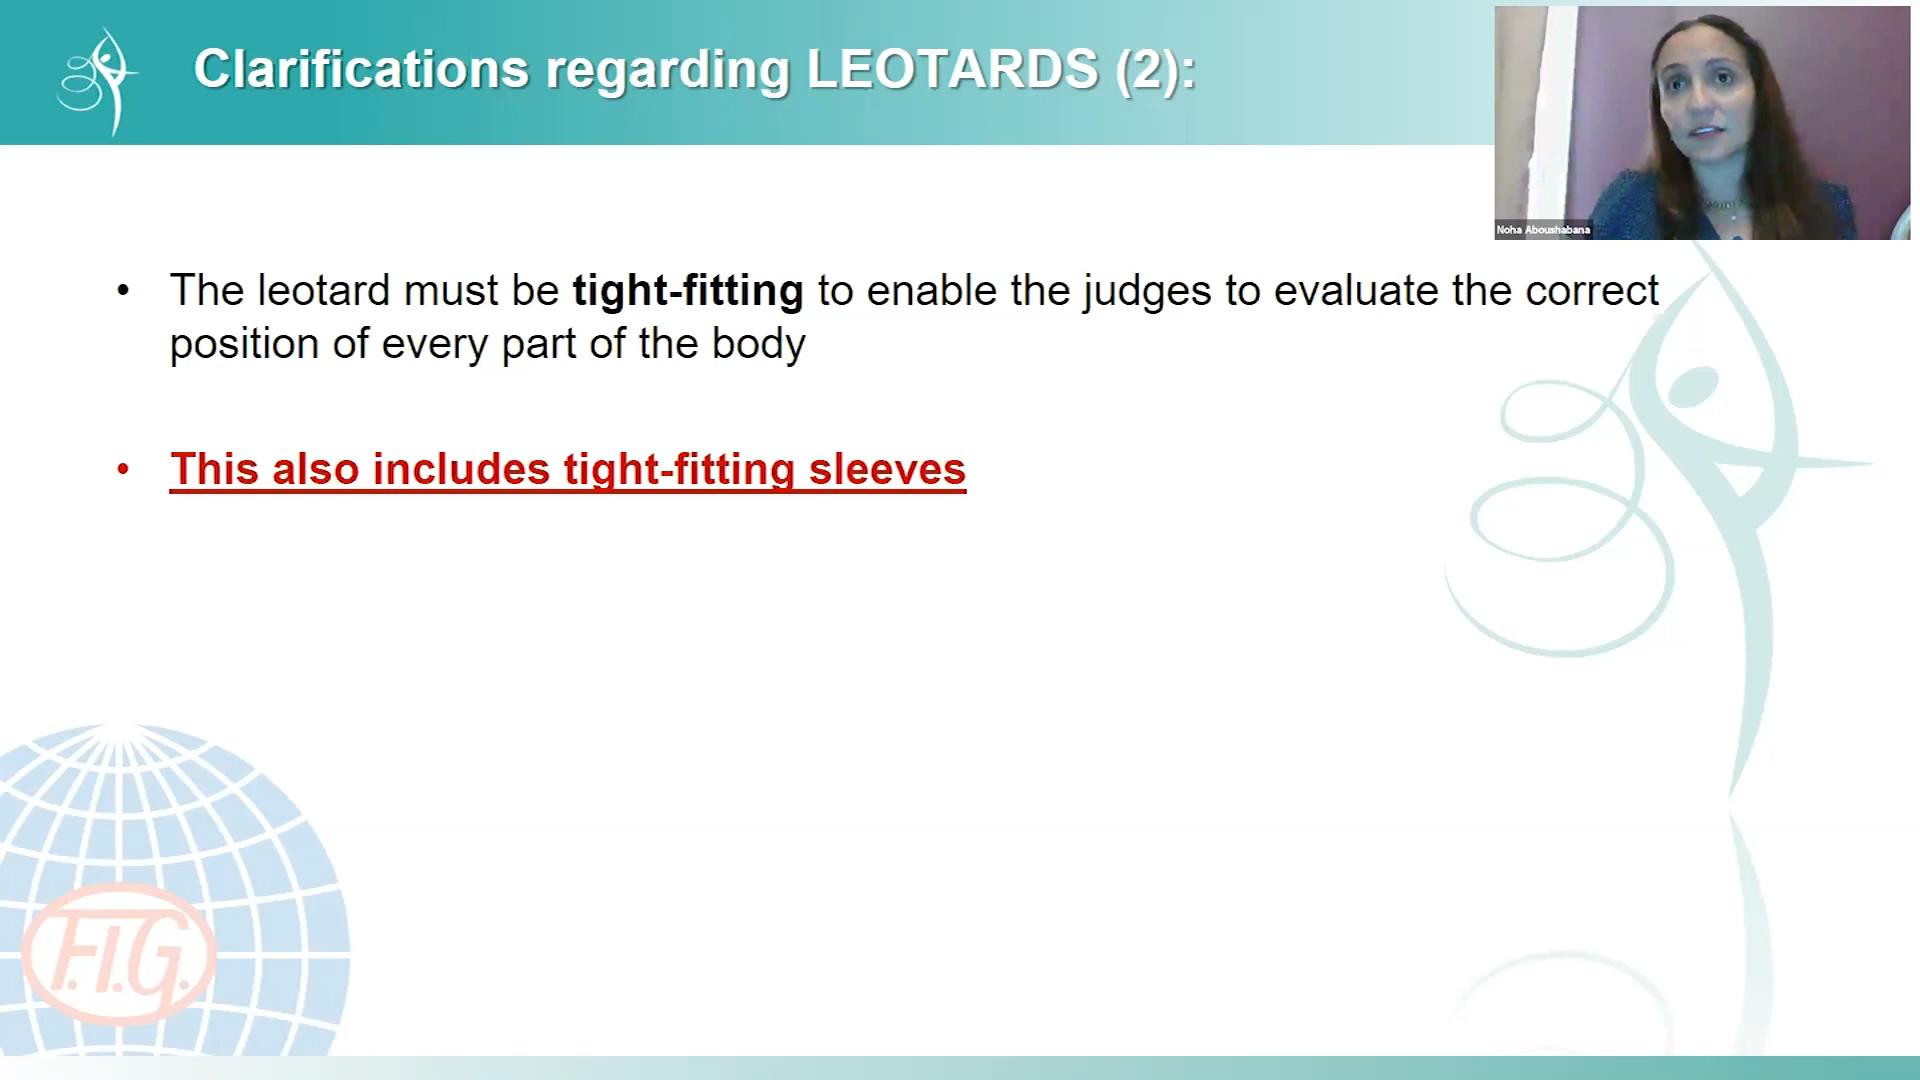 Clarifications regarding LEOTARDS (2):
Noha Aboushabana
• The leotard must be tight-fitting to enable the judges to evaluate the correct
position of every part of the body
• This also includes tight-fitting sleeves
F.I.G.